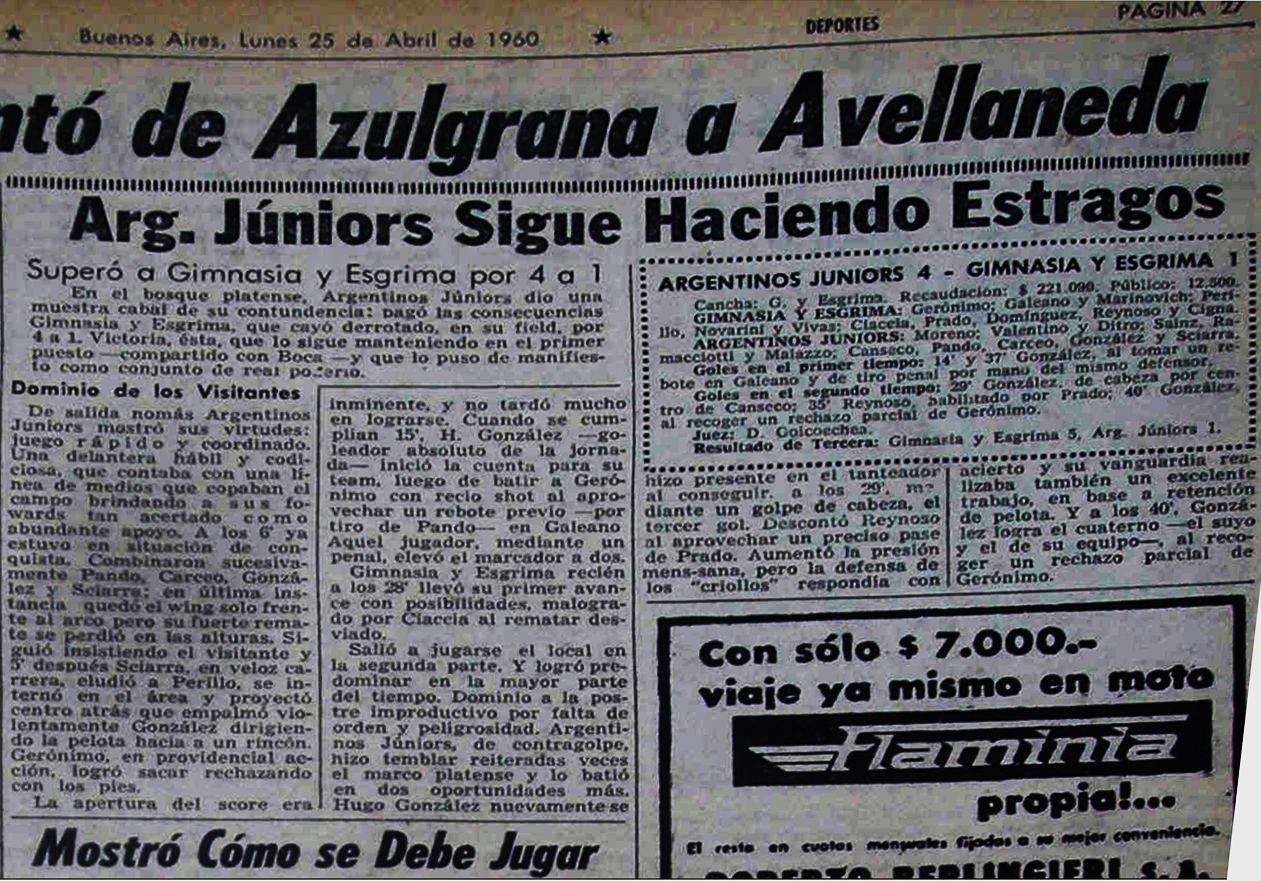 ★ Buenos Aires, Lunes 25 de Abril de 1960 ★
DEPORTES
PAGINA 27
ntó de Azulgrana a Avellaneda
Arg. Júniors Sigue Haciendo Estragos
Superó a Gimnasia y Esgrima por 4 a 1
En el bosque platense, Argentinos Júniors dio una
muestra cabal de su contundencia: pagó las consecuencias
Gimnasia y Esgrima, que cayó derrotado, en su field, por
4 a 1. Victoria, ésta, que lo sigue manteniendo en el primer
puesto —compartido con Boca— y que lo puso de manifies-
to como conjunto de real poderio.
Dominio de los Visitantes
De salida nomás Argentinos
Juniors mostró sus virtudes:
juego rápido y coordinado.
Una delantera hábil y codi-
ciosa, que contaba con una lí-
nea de medios que copaban el
campo brindando a sus fo-
wards tan acertado como
abundante apoyo. A los 6' ya
estuvo en situación de con-
quista. Combinaron sucesiva-
mente Pando, Carceo, Gonzá-
lez y Sciarra; en última ins-
tancia quedó el wing solo fren-
te al arco pero su fuerte rema-
te se perdió en las alturas. Si-
guió insistiendo el visitante y
5' después Sciarra, en veloz ca-
rrera, eludió a Perillo, se in-
ternó en el área y proyectó
centro atrás que empalmó vio-
lentamente González dirigien-
do la pelota hacia a un rincón.
Gerónimo, en providencial ac-
ción, logró sacar rechazando
con los pies.
La apertura del score era
inminente, y no tardó mucho
en lograrse. Cuando se cum-
plian 15', H. González —go-
leador absoluto de la jorna-
da— inició la cuenta para su
team, luego de batir a Geró-
nimo con recio shot al apro-
vechar un rebote previo —por
tiro de Pando— en Galeano
Aquel jugador, mediante un
penal, elevó el marcador a dos.
Gimnasia y Esgrima recién
a los 28' llevó su primer avan-
ce con posibilidades, malogra-
do por Ciaccia al rematar des-
viado.
Salió a jugarse el local en
la segunda parte. Y logró pre-
dominar en la mayor parte
del tiempo. Dominio a la pos-
tre improductivo por falta de
orden y peligrosidad. Argenti-
nos Júniors, de contragolpe,
hizo temblar reiteradas veces
el marco platense y lo batió
en dos oportunidades más.
Hugo González nuevamente se
ARGENTINOS JUNIORS 4 - GIMNASIA Y ESGRIMA 1
Cancha: G. y Esgrima. Recaudación: $ 221.090. Público: 12.500.
GIMNASIA Y ESGRIMA: Gerónimo; Galeano y Marinovich; Peri-
llo, Novarini y Vivas; Ciaccia, Prado, Domínguez, Reynoso y Cigna.
ARGENTINOS JUNIORS: Moreno; Valentino y Ditro; Sainz, Ra-
macciotti y Malazzo; Canseco, Pando, Carceo, González y Sciarra.
Goles en el primer tiempo: 14' y 37' González, al tomar un re-
bote en Galeano y de tiro penal por mano del mismo defensor.
Goles en el segundo tiempo: 29' González, de cabeza por cen-
tro de Canseco; 35' Reynoso, habilitado por Prado; 40' González,
al recoger un rechazo parcial de Gerónimo.
Juez: D. Goicoechea.
Resultado de Tercera: Gimnasia y Esgrima 5, Arg. Júniors 1.
hizo presente en el tanteador
al conseguir, a los 29', me-
diante un golpe de cabeza, el
tercer gol. Descontó Reynoso
al aprovechar un preciso pase
de Prado. Aumentó la presión
mens-sana, pero la defensa de
los "criollos" respondía con
acierto y su vanguardia rea-
lizaba también un excelente
trabajo, en base a retención
de pelota. Y a los 40', Gonzá-
lez logra el cuaterno —el suyo
y el de su equipo—, al reco-
ger un rechazo parcial de
Gerónimo.
Con sólo $ 7.000.-
viaje ya mismo en moto
flaminia
propia!...
El resto en cuotas mensuales fijadas a su mejor conveniencia.
ROBERTO BERLINGIERI S.A.
Mostró Cómo se Debe Jugar